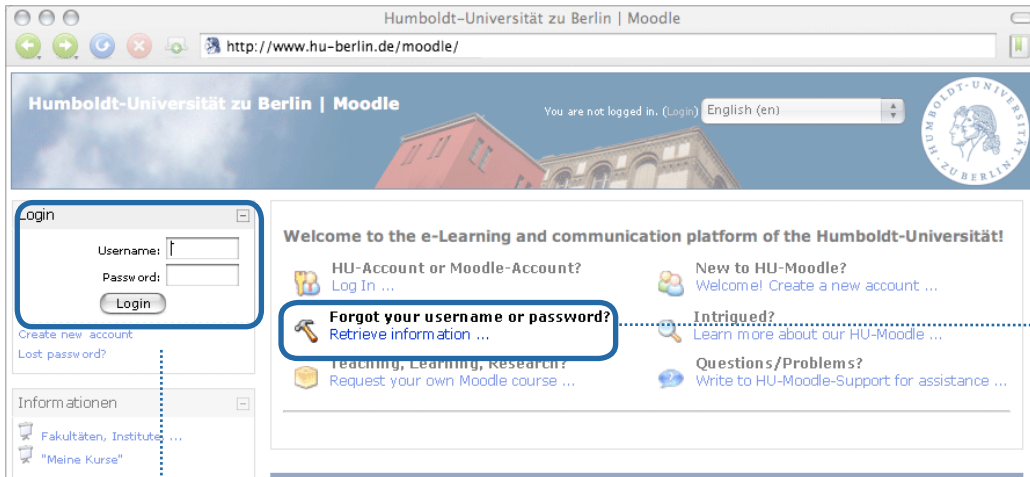 Humboldt-Universität zu Berlin | Moodle
http://www.hu-berlin.de/moodle/
Humboldt-Universität zu Berlin | Moodle
You are not logged in. (Login) English (en)
HUMBOLDT-UNIVERSITÄT · ZU BERLIN ·
Login
Username:
Password:
Login
Create new account
Lost password?
Informationen
Fakultäten, Institute, ...
"Meine Kurse"
Welcome to the e-Learning and communication platform of the Humboldt-Universität!
HU-Account or Moodle-Account?
Log In ...
New to HU-Moodle?
Welcome! Create a new account ...
Forgot your username or password?
Retrieve information ...
Intrigued?
Learn more about our HU-Moodle ...
Teaching, Learning, Research?
Request your own Moodle course ...
Questions/Problems?
Write to HU-Moodle-Support for assistance ...